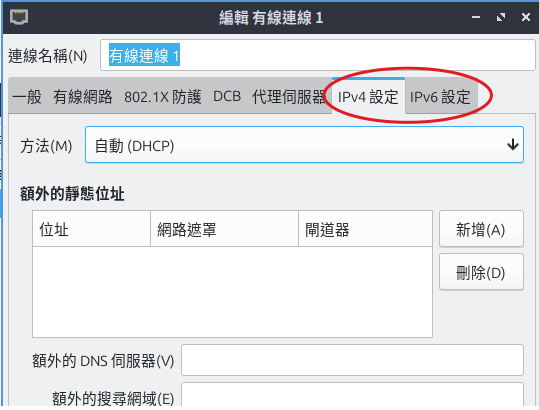 編輯 有線連線 1
連線名稱(N) 有線連線 1
一般 有線網路 802.1X 防護 DCB 代理伺服器 IPv4 設定 IPv6 設定
方法(M) 自動 (DHCP)
額外的靜態位址
位址 網路遮罩 閘道器 新增(A)
刪除(D)
額外的 DNS 伺服器(V)
額外的搜尋網域(E)